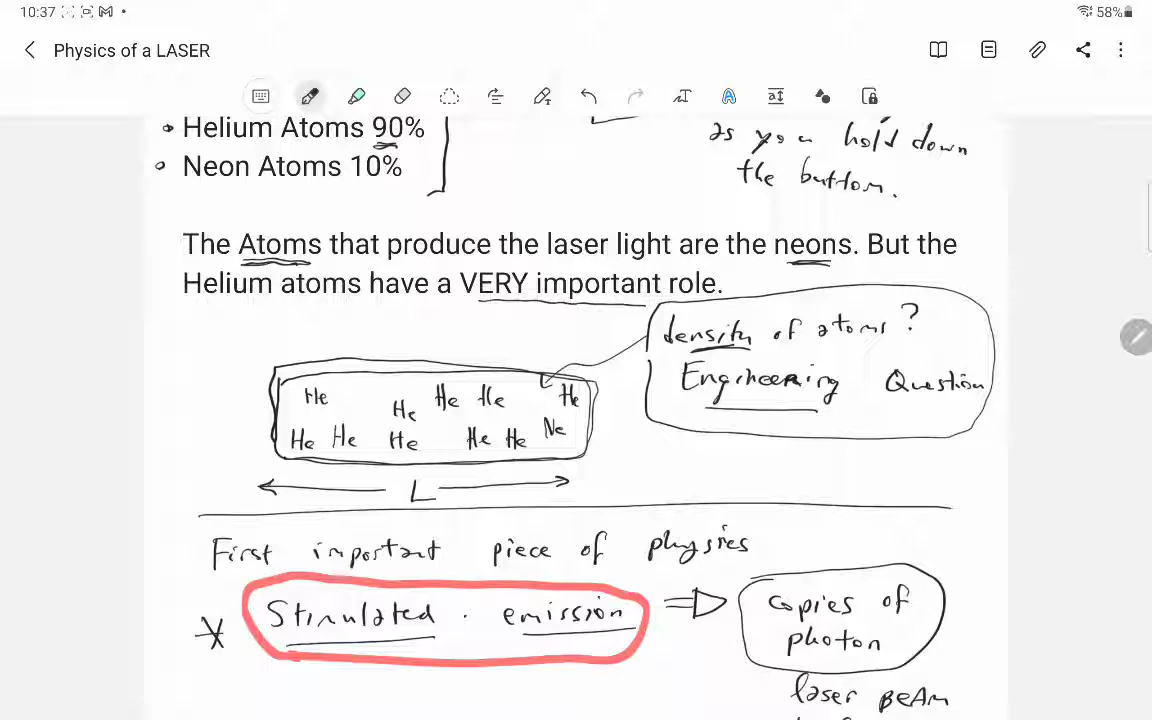 10:37
58%
Physics of a LASER
Helium Atoms 90%
as you hold down
Neon Atoms 10%
the button.
The Atoms that produce the laser light are the neons. But the
Helium atoms have a VERY important role.
density of atoms?
Engineering Question
He He He He He
He He He He He Ne
L
First important piece of physics
Stimulated emission
copies of
photon
laser BEAM